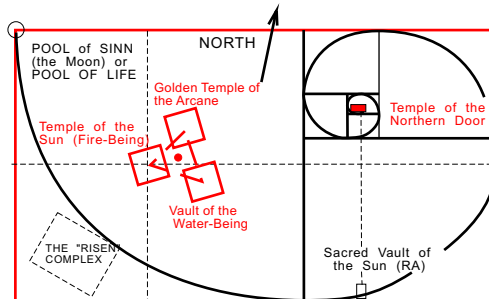 POOL of SINN
(the Moon) or
POOL OF LIFE
NORTH
Golden Temple of
the Arcane
Temple of the
Northern Door
Temple of the
Sun (Fire-Being)
Vault of the
Water-Being
THE "RISEN"
COMPLEX
Sacred Vault of
the Sun (RA)